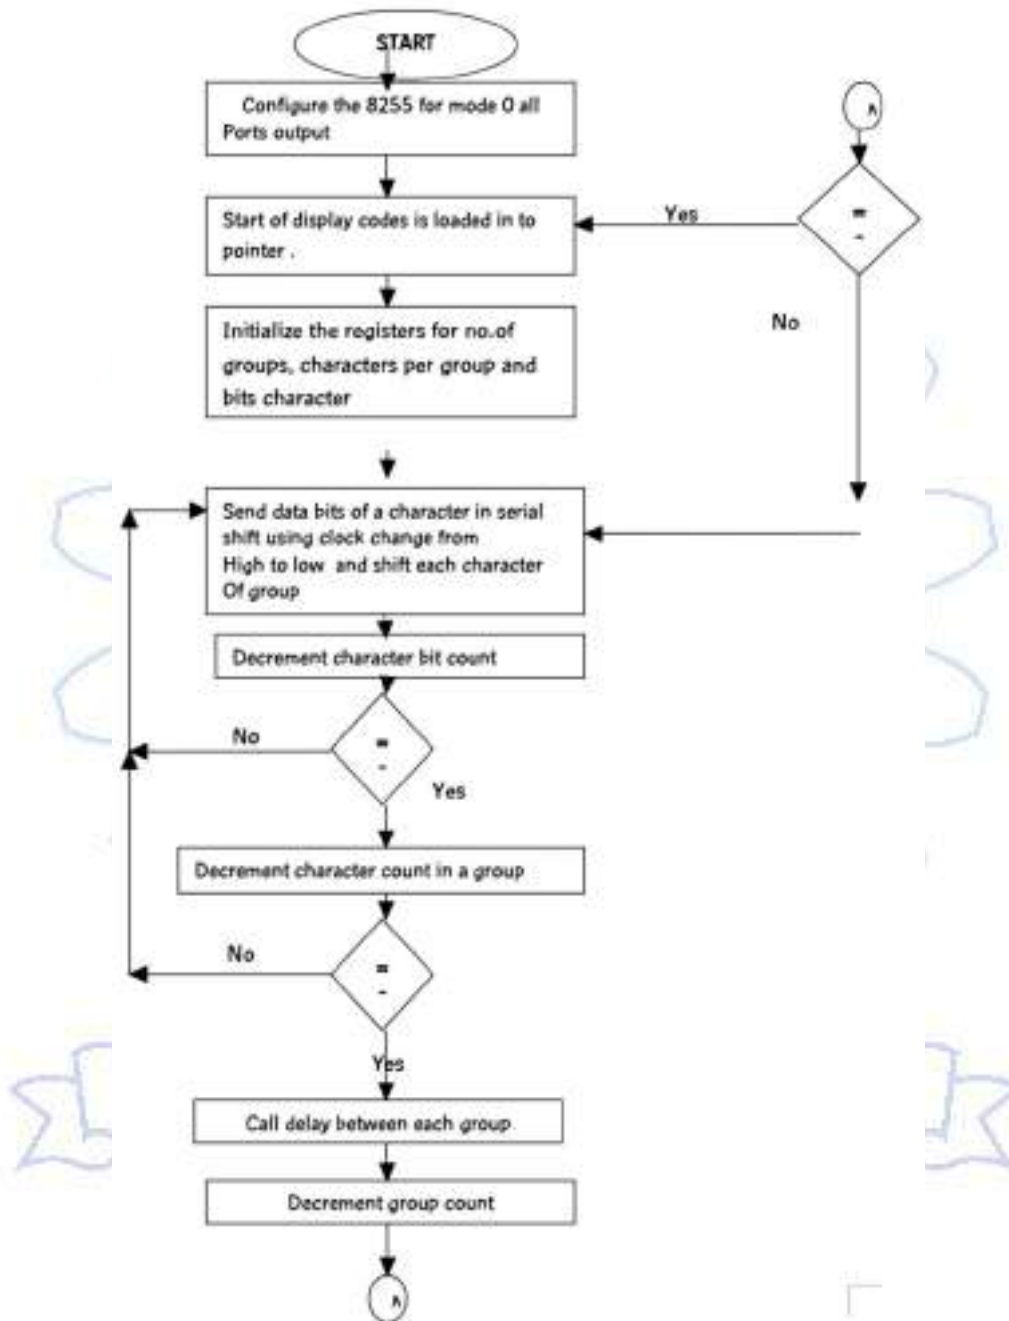 START
Configure the 8255 for mode 0 all
Ports output
A
Start of display codes is loaded in to
pointer .
Yes
=
-
Initialize the registers for no.of
groups, characters per group and
bits character
No
Send data bits of a character in serial
shift using clock change from
High to low and shift each character
Of group
Decrement character bit count
No
=
-
Yes
Decrement character count in a group
No
=
-
Yes
Call delay between each group
Decrement group count
A